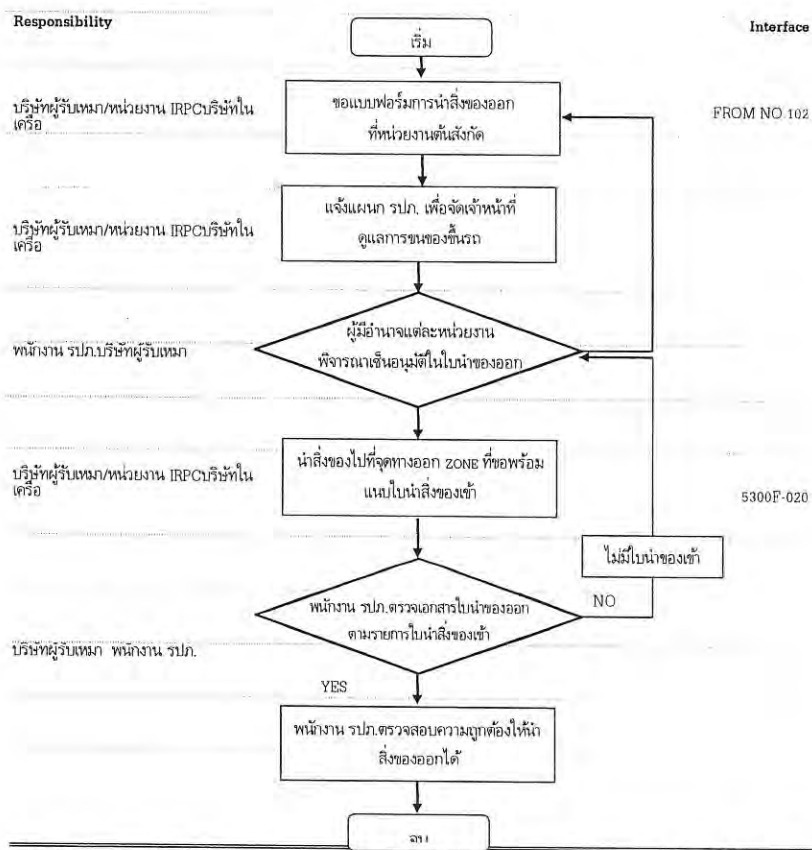 Responsibility
Interface
เริ่ม
บริษัทผู้รับเหมา/หน่วยงาน IRPCบริษัทใน
เครือ
ขอแบบฟอร์มการนำสิ่งของออก
ที่หน่วยงานต้นสังกัด
FROM NO.102
บริษัทผู้รับเหมา/หน่วยงาน IRPCบริษัทใน
เครือ
แจ้งแผนก รปภ. เพื่อจัดเจ้าหน้าที่
ดูแลการขนของขึ้นรถ
พนักงาน รปภ.บริษัทผู้รับเหมา
ผู้มีอำนาจแต่ละหน่วยงาน
พิจารณาเซ็นอนุมัติในใบนำของออก
บริษัทผู้รับเหมา/หน่วยงาน IRPCบริษัทใน
เครือ
นำสิ่งของไปที่จุดทางออก ZONE ที่ขอพร้อม
แนบใบนำสิ่งของเข้า
5300F-020
ไม่มีใบนำของเข้า
NO
พนักงาน รปภ.ตรวจเอกสารใบนำของออก
ตามรายการใบนำสิ่งของเข้า
บริษัทผู้รับเหมา พนักงาน รปภ.
YES
พนักงาน รปภ.ตรวจสอบความถูกต้องให้นำ
สิ่งของออกได้